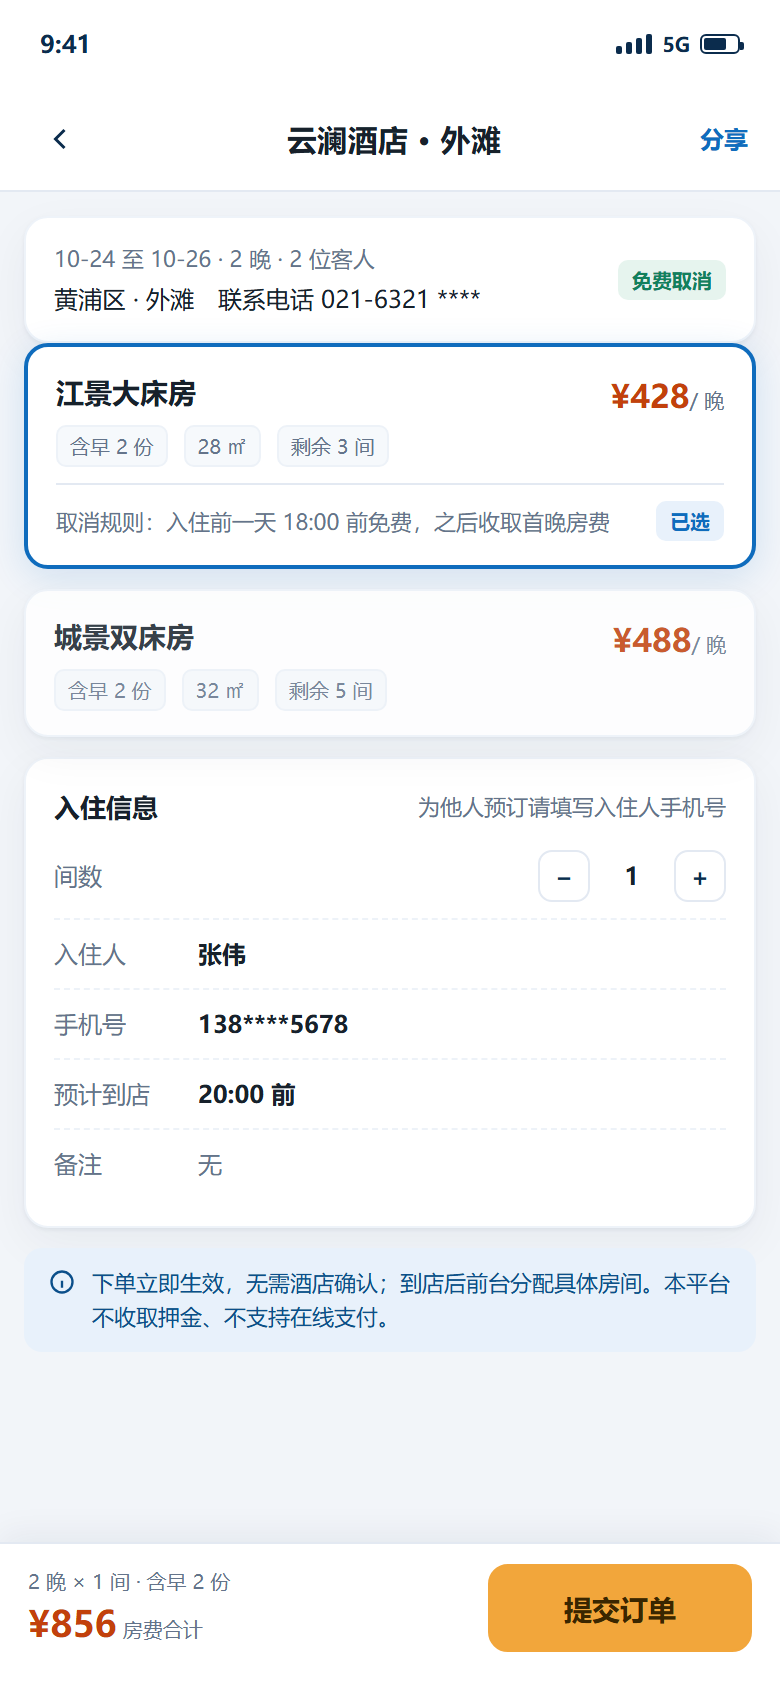 9:41
5G
云澜酒店 · 外滩
分享
10-24 至 10-26 · 2 晚 · 2 位客人
黄浦区 · 外滩 联系电话 021-6321 ****
免费取消
江景大床房
¥428/ 晚
含早 2 份
28 ㎡
剩余 3 间
取消规则：入住前一天 18:00 前免费，之后收取首晚房费
已选
城景双床房
¥488/ 晚
含早 2 份
32 ㎡
剩余 5 间
入住信息
为他人预订请填写入住人手机号
间数
− 1 +
入住人 张伟
手机号 138****5678
预计到店 20:00 前
备注 无
下单立即生效，无需酒店确认；到店后前台分配具体房间。本平台
不收取押金、不支持在线支付。
2 晚 × 1 间 · 含早 2 份
¥856 房费合计
提交订单